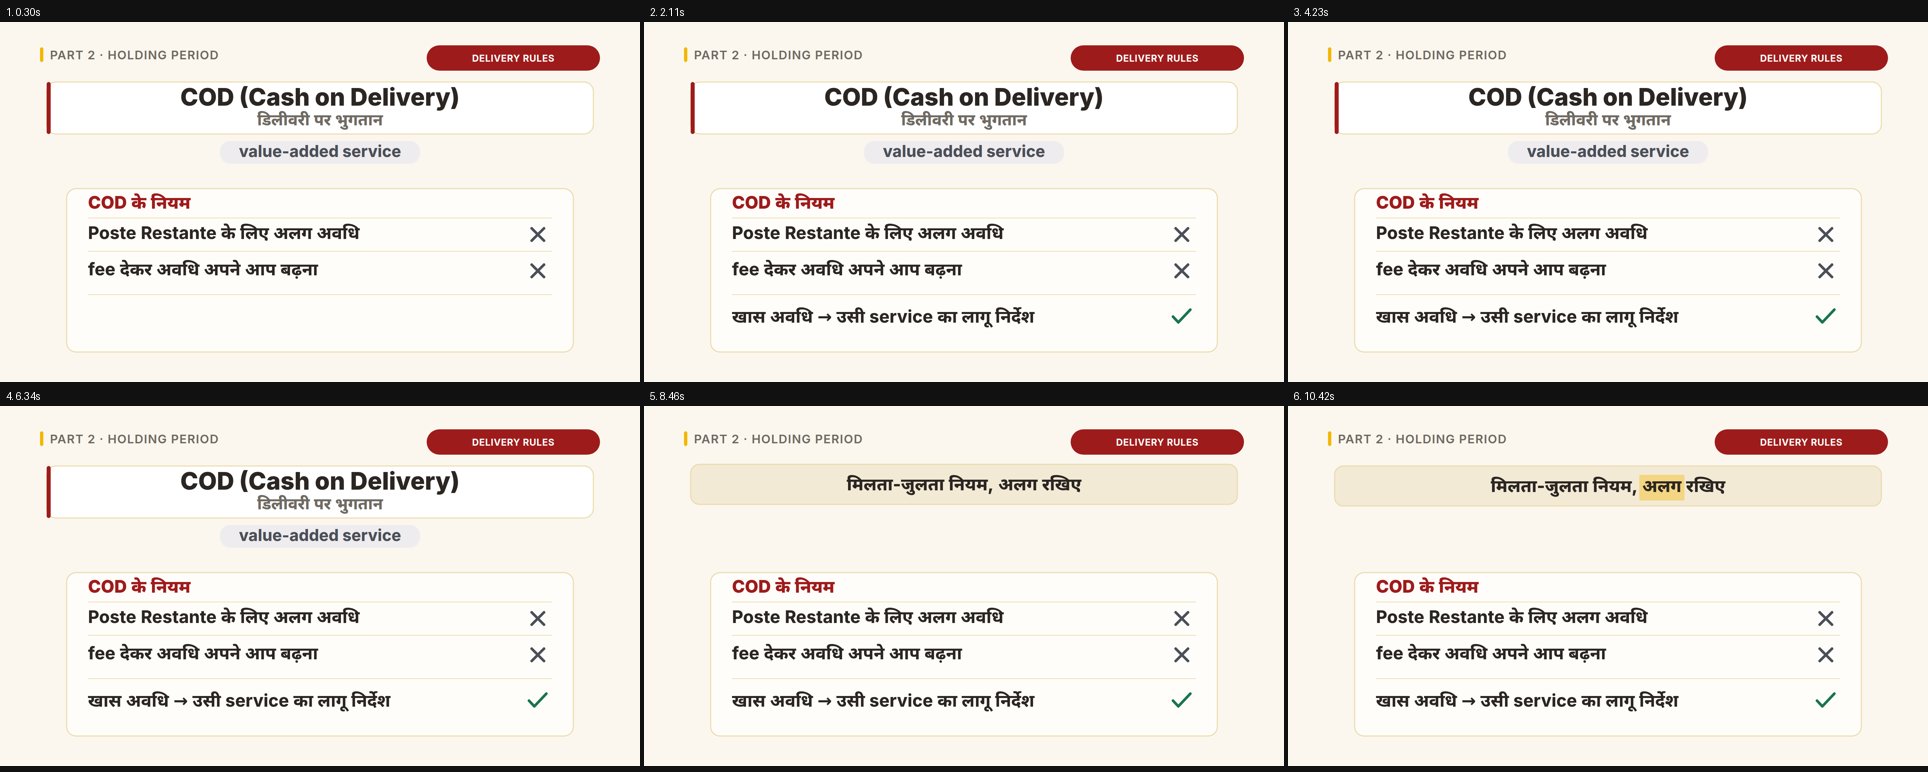 1. 0.30s
PART 2 · HOLDING PERIOD
DELIVERY RULES
COD (Cash on Delivery)
डिलीवरी पर भुगतान
value-added service
COD के नियम
Poste Restante के लिए अलग अवधि
fee देकर अवधि अपने आप बढ़ना
2. 2.11s
PART 2 · HOLDING PERIOD
DELIVERY RULES
COD (Cash on Delivery)
डिलीवरी पर भुगतान
value-added service
COD के नियम
Poste Restante के लिए अलग अवधि
fee देकर अवधि अपने आप बढ़ना
खास अवधि → उसी service का लागू निर्देश
3. 4.23s
PART 2 · HOLDING PERIOD
DELIVERY RULES
COD (Cash on Delivery)
डिलीवरी पर भुगतान
value-added service
COD के नियम
Poste Restante के लिए अलग अवधि
fee देकर अवधि अपने आप बढ़ना
खास अवधि → उसी service का लागू निर्देश
4. 6.34s
PART 2 · HOLDING PERIOD
DELIVERY RULES
COD (Cash on Delivery)
डिलीवरी पर भुगतान
value-added service
COD के नियम
Poste Restante के लिए अलग अवधि
fee देकर अवधि अपने आप बढ़ना
खास अवधि → उसी service का लागू निर्देश
5. 8.46s
PART 2 · HOLDING PERIOD
DELIVERY RULES
मिलता-जुलता नियम, अलग रखिए
COD के नियम
Poste Restante के लिए अलग अवधि
fee देकर अवधि अपने आप बढ़ना
खास अवधि → उसी service का लागू निर्देश
6. 10.42s
PART 2 · HOLDING PERIOD
DELIVERY RULES
मिलता-जुलता नियम, अलग रखिए
COD के नियम
Poste Restante के लिए अलग अवधि
fee देकर अवधि अपने आप बढ़ना
खास अवधि → उसी service का लागू निर्देश